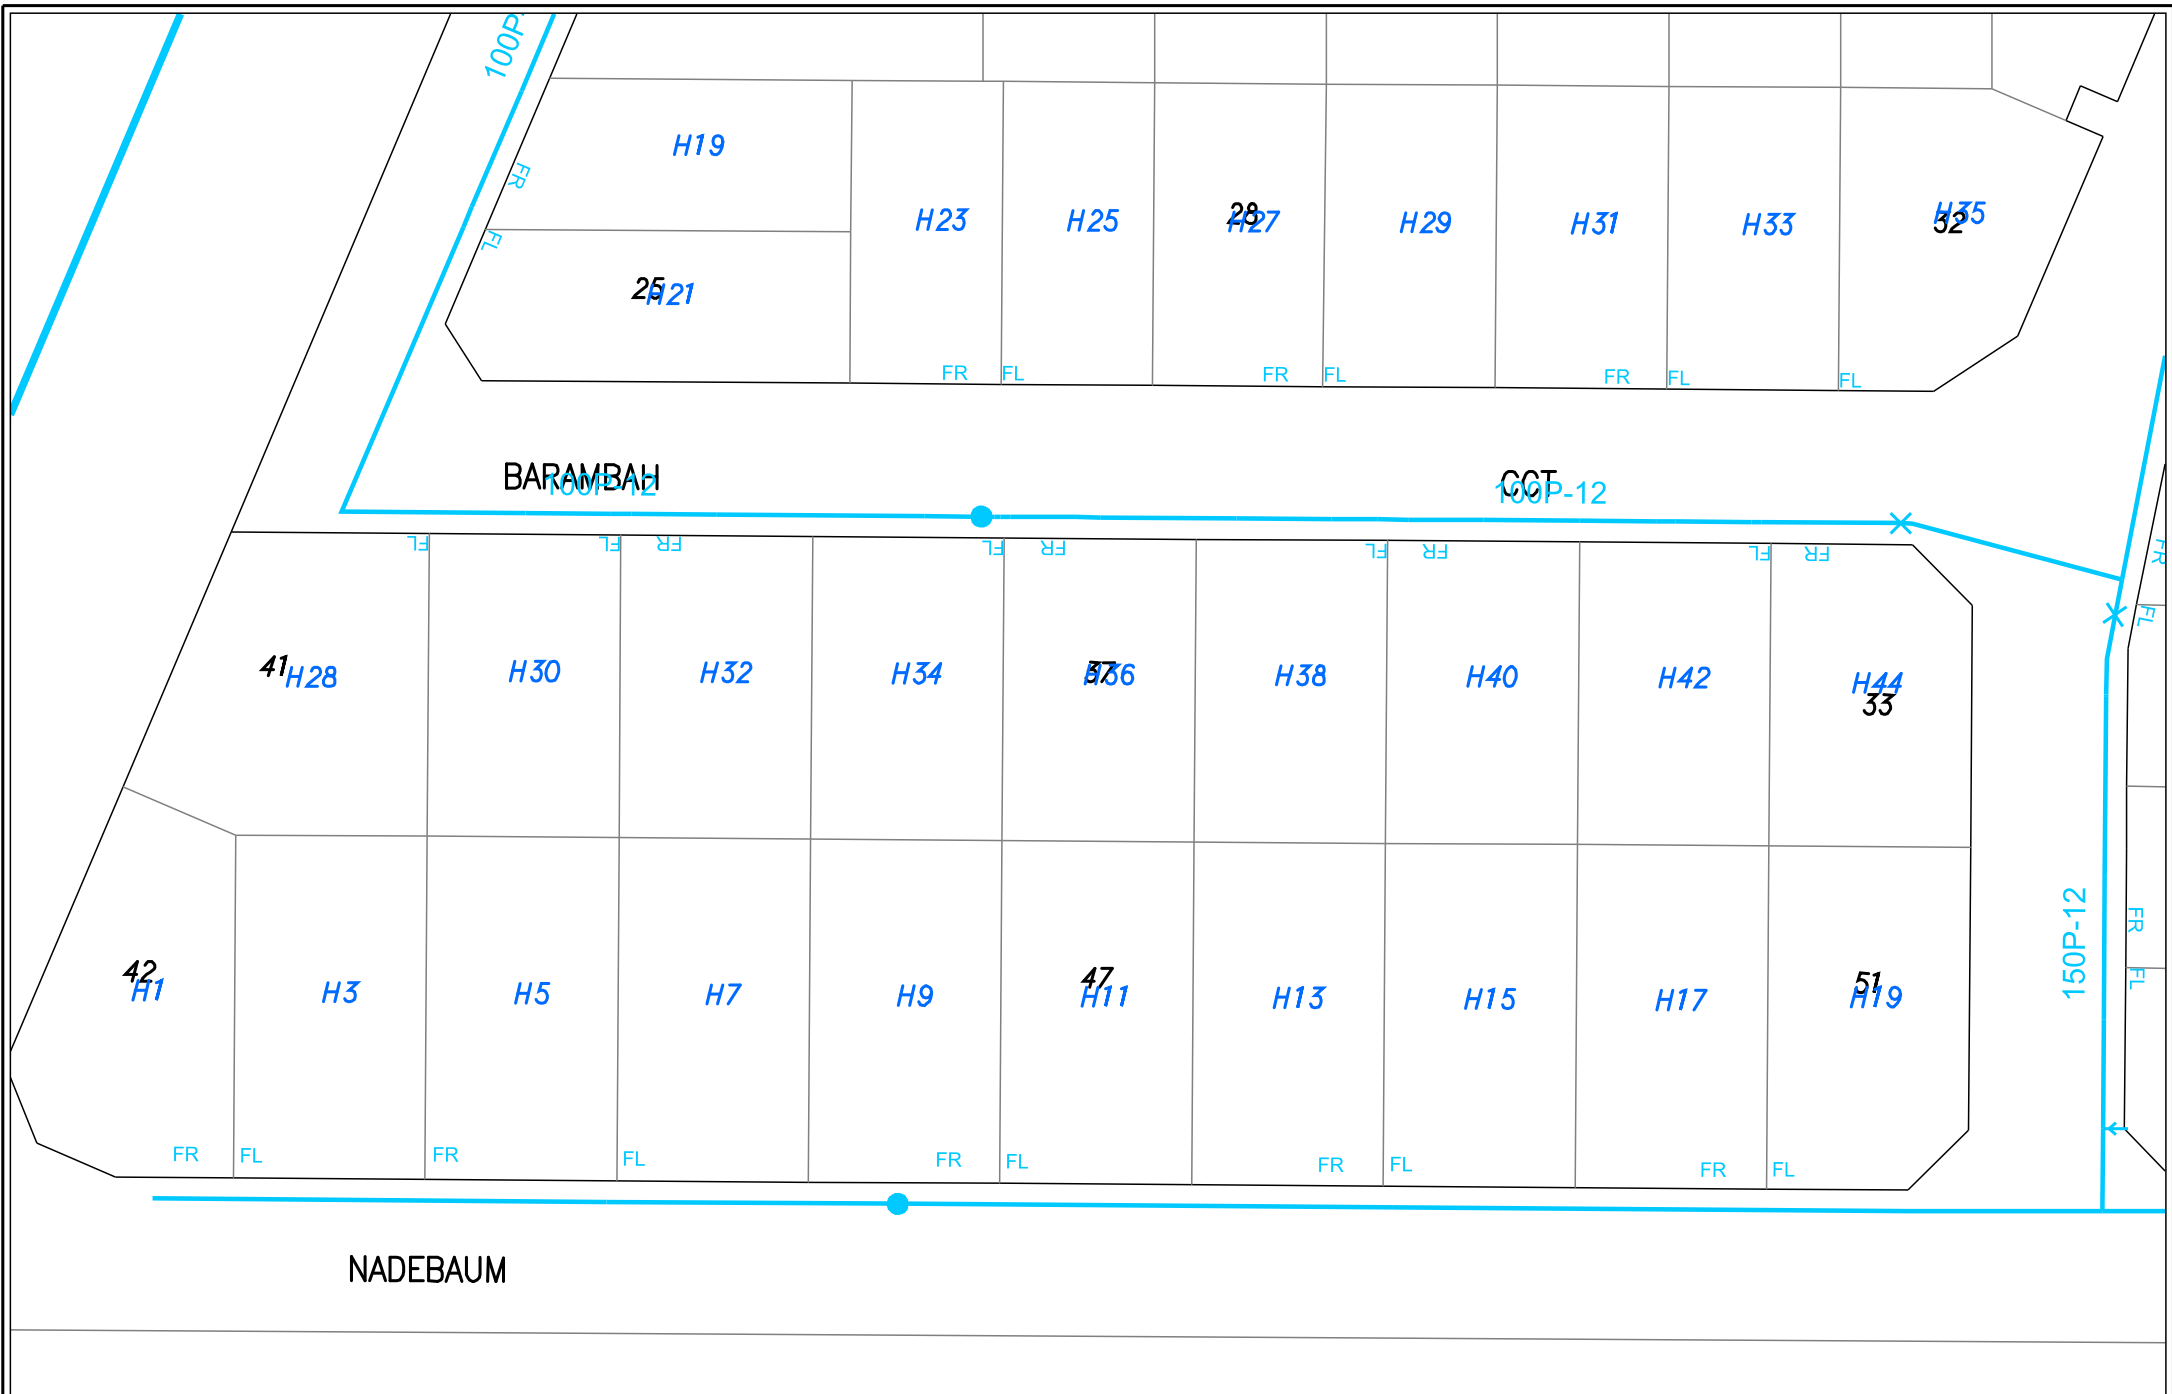 100P-
H19
FR
H23
H25
28
H27
H29
H31
H33
H35
32
FL
25
H21
FR
FL
FR
FL
FR
FL
FL
BARAMBAH
100P-12
CCT
100P-12
FL
FL
FR
FL
FR
FL
FR
FL
FR
FR
FL
41
H28
H30
H32
H34
37
H36
H38
H40
H42
H44
33
42
H1
H3
H5
H7
H9
47
H11
H13
H15
H17
51
H19
150P-12
FR
FL
FR
FL
FR
FL
FR
FL
FR
FL
FR
FL
NADEBAUM